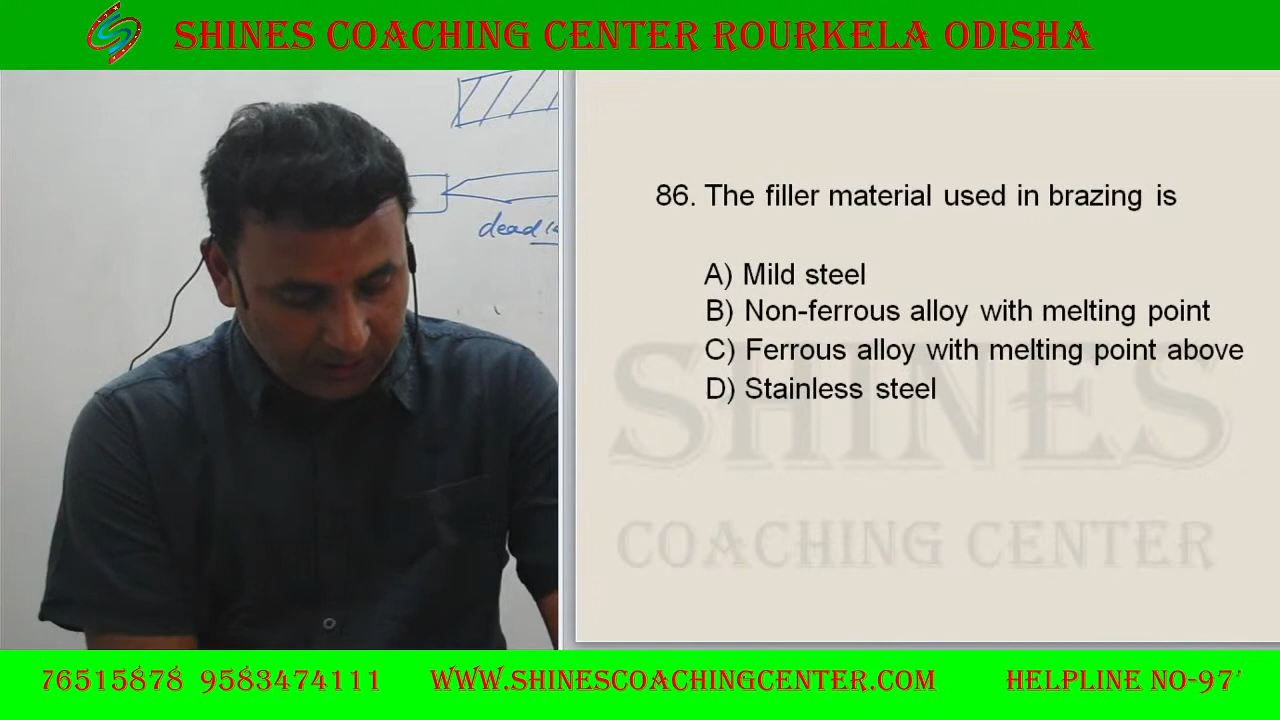 SHINES COACHING CENTER ROURKELA ODISHA
dead
86. The filler material used in brazing is
A) Mild steel
B) Non-ferrous alloy with melting point
C) Ferrous alloy with melting point above
D) Stainless steel
SHINES
COACHING CENTER
76515878 9583474111 WWW.SHINESCOACHINGCENTER.COM HELPLINE NO-97